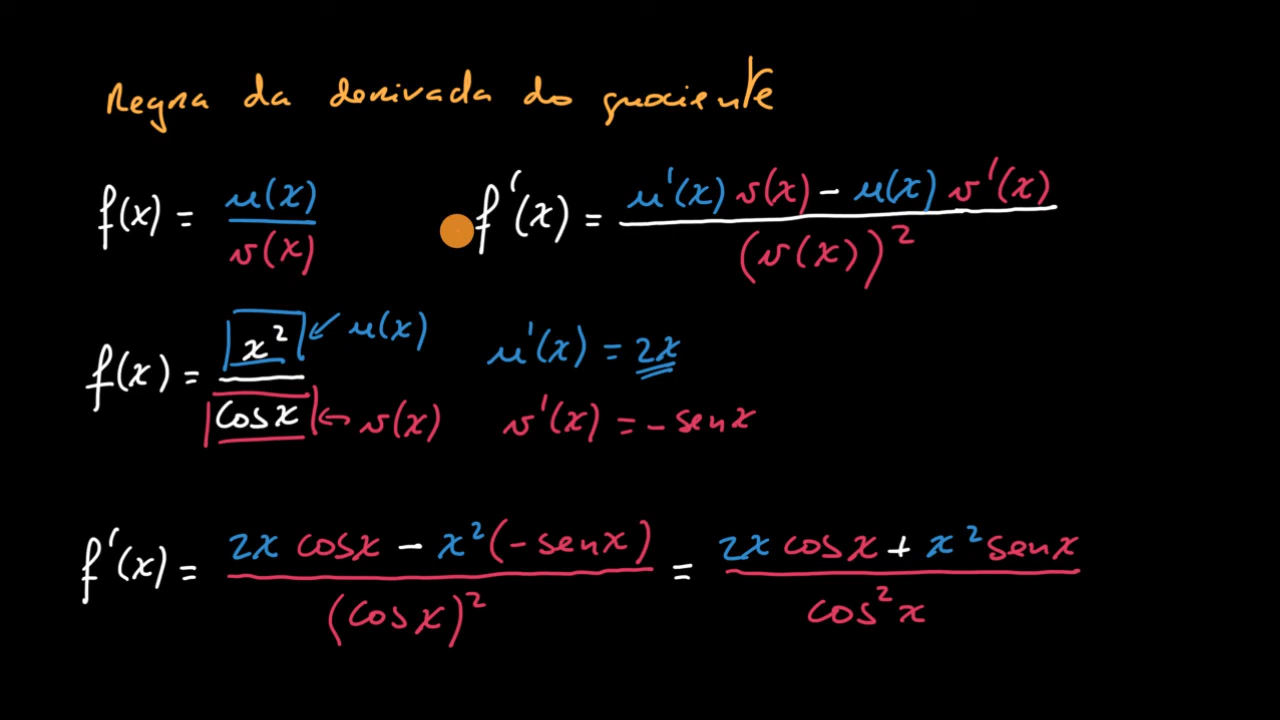 Regra da derivada do quociente
f(x) = u(x)/v(x) f'(x) = (u'(x) v(x) - u(x) v'(x))/(v(x))²
f(x) = x²/cos x ← u(x) u'(x) = 2x
← v(x) v'(x) = - sen x
f'(x) = (2x cos x - x² (- sen x))/(cos x)² = (2x cos x + x² sen x)/cos² x